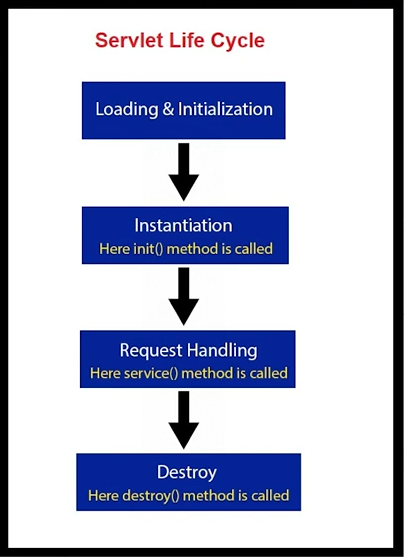 Servlet Life Cycle
Loading & Initialization
Instantiation
Here init() method is called
Request Handling
Here service() method is called
Destroy
Here destroy() method is called